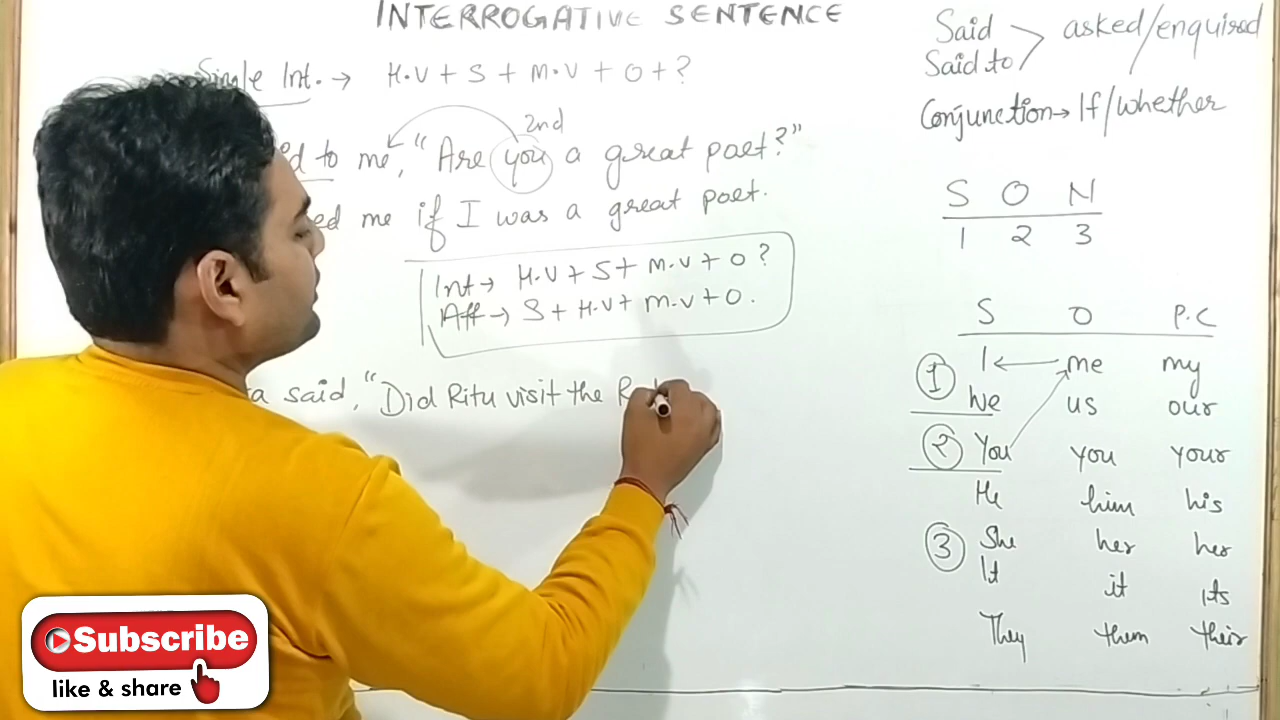 INTERROGATIVE SENTENCE
Single Int. → H.V + S + M.V + O + ?
2nd
to me, "Are you a great poet?"
me if I was a great poet.
Int → H.V + S + M.V + O ?
Aff → S + H.V + M.V + O .
said, "Did Ritu visit the
Said
Said to
> asked/enquired
Conjunction → If/whether
S O N
1 2 3
S O P.C
1 I me my
We us our
2 You you your
He him his
3 She her her
It it its
They them their
Subscribe
like & share